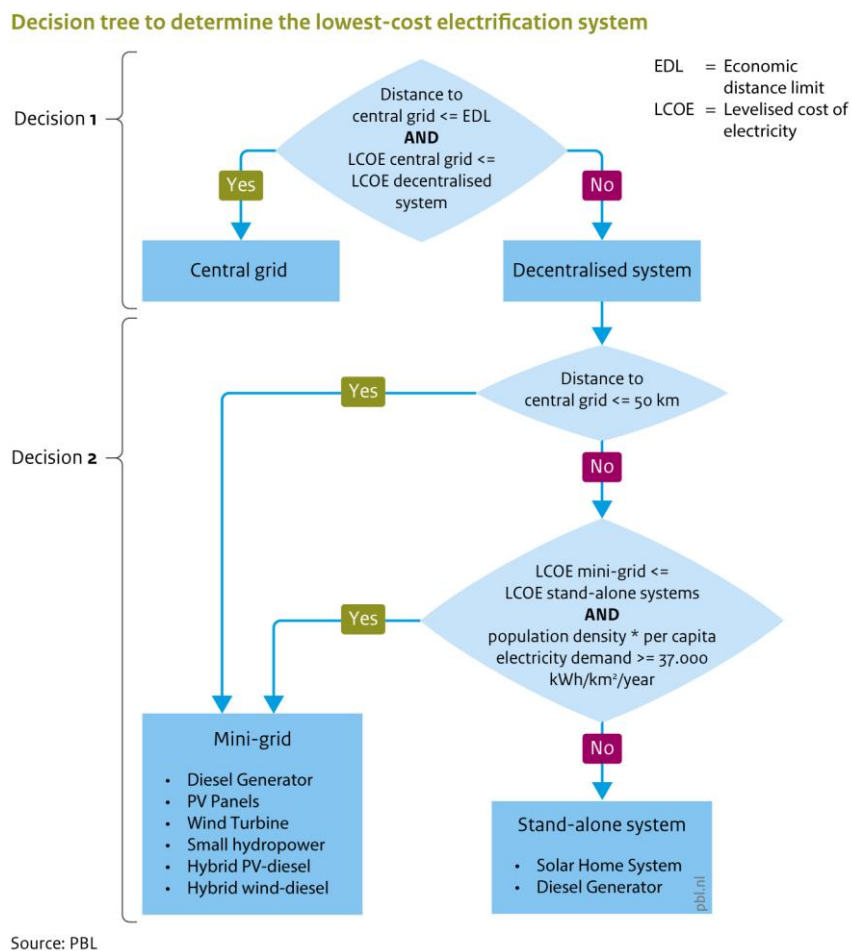 Decision tree to determine the lowest-cost electrification system
EDL = Economic
distance limit
LCOE = Levelised cost of
electricity
Decision 1
Distance to
central grid <= EDL
AND
LCOE central grid <=
LCOE decentralised
system
Yes
No
Central grid
Decentralised system
Decision 2
Distance to
central grid <= 50 km
Yes
No
LCOE mini-grid <=
LCOE stand-alone systems
AND
population density * per capita
electricity demand >= 37.000
kWh/km²/year
Yes
No
Mini-grid
• Diesel Generator
• PV Panels
• Wind Turbine
• Small hydropower
• Hybrid PV-diesel
• Hybrid wind-diesel
Stand-alone system
• Solar Home System
• Diesel Generator
pbl.nl
Source: PBL